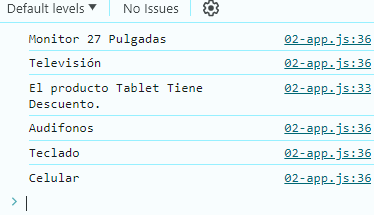 Default levels ▼ No Issues
Monitor 27 Pulgadas 02-app.js:36
Televisión 02-app.js:36
El producto Tablet Tiene 02-app.js:33
Descuento.
Audifonos 02-app.js:36
Teclado 02-app.js:36
Celular 02-app.js:36
>